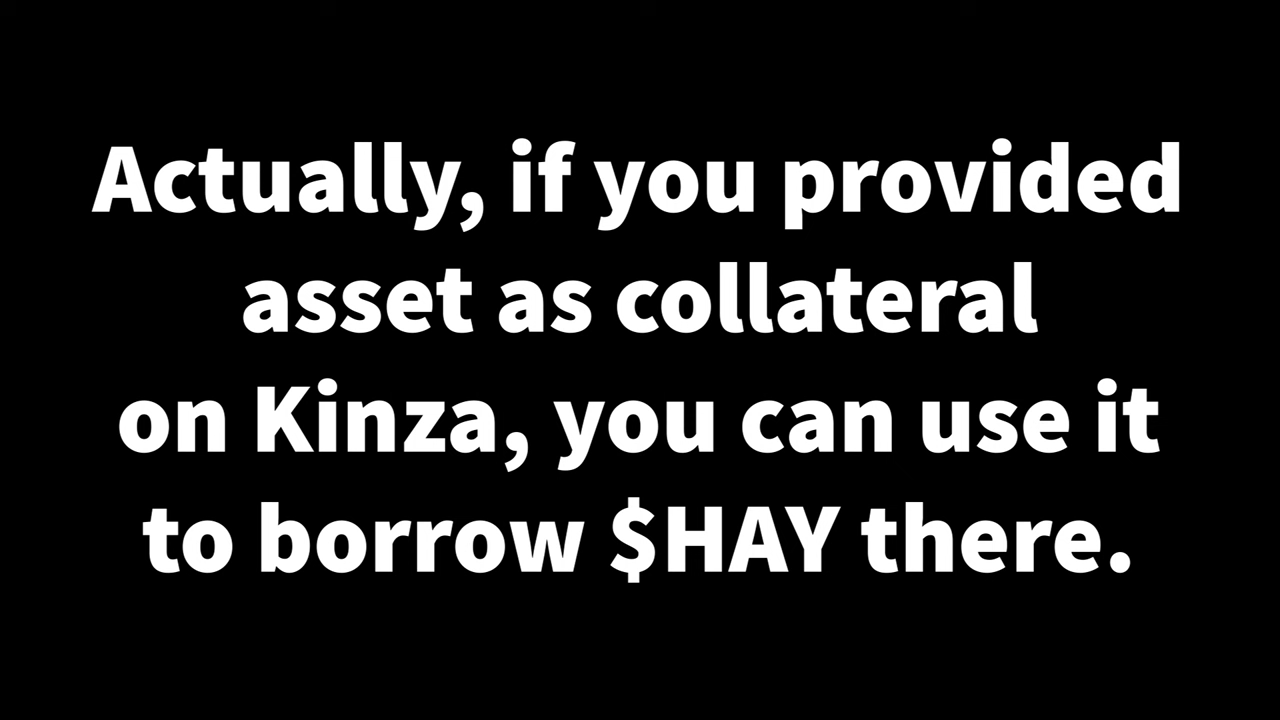 Actually, if you provided
asset as collateral
on Kinza, you can use it
to borrow $HAY there.